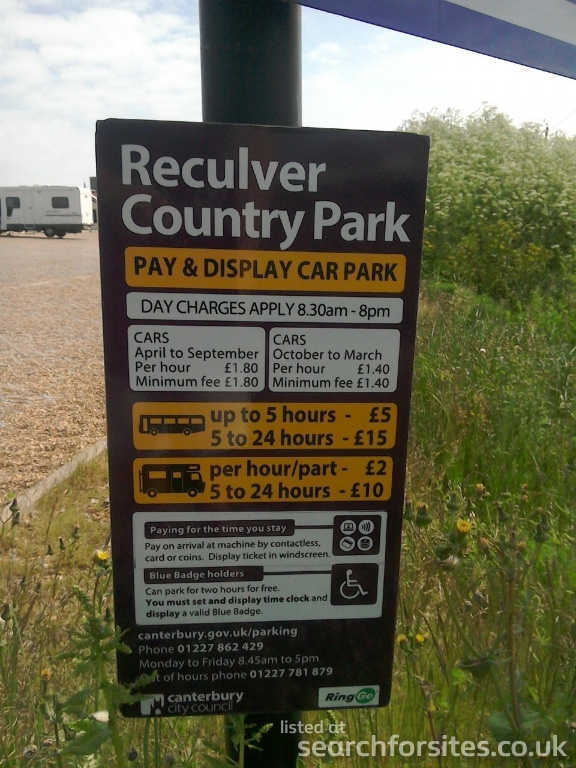 Reculver
Country Park
PAY & DISPLAY CAR PARK
DAY CHARGES APPLY 8.30am - 8pm
CARS
April to September
Per hour £1.80
Minimum fee £1.80
CARS
October to March
Per hour £1.40
Minimum fee £1.40
up to 5 hours - £5
5 to 24 hours - £15
per hour/part - £2
5 to 24 hours - £10
Paying for the time you stay
Pay on arrival at machine by contactless,
card or coins. Display ticket in windscreen.
Blue Badge holders
Can park for two hours for free.
You must set and display time clock and
display a valid Blue Badge.
canterbury.gov.uk/parking
Phone 01227 862 429
Monday to Friday 8.45am to 5pm
of hours phone 01227 781 879
canterbury
city council
RingGo
listed at
searchforsites.co.uk